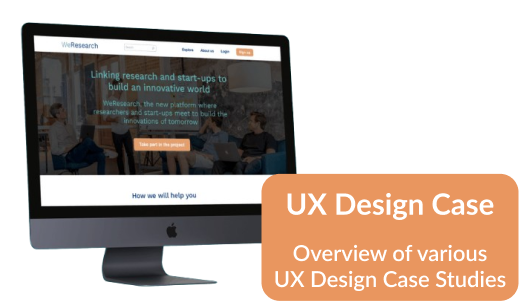 WeResearch
Explore About us Login
Linking research and start-ups to
build an innovative world
WeResearch, the new platform where
researchers and start-ups meet to build the
innovations of tomorrow
Take part in the project
How we will help you
UX Design Case
Overview of various
UX Design Case Studies